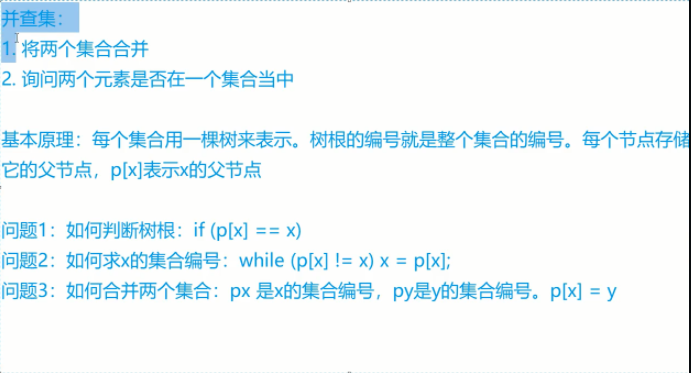 并查集：
1. 将两个集合合并
2. 询问两个元素是否在一个集合当中
基本原理：每个集合用一棵树来表示。树根的编号就是整个集合的编号。每个节点存储
它的父节点，p[x]表示x的父节点
问题1：如何判断树根：if (p[x] == x)
问题2：如何求x的集合编号：while (p[x] != x) x = p[x];
问题3：如何合并两个集合：px 是x的集合编号，py是y的集合编号。p[x] = y